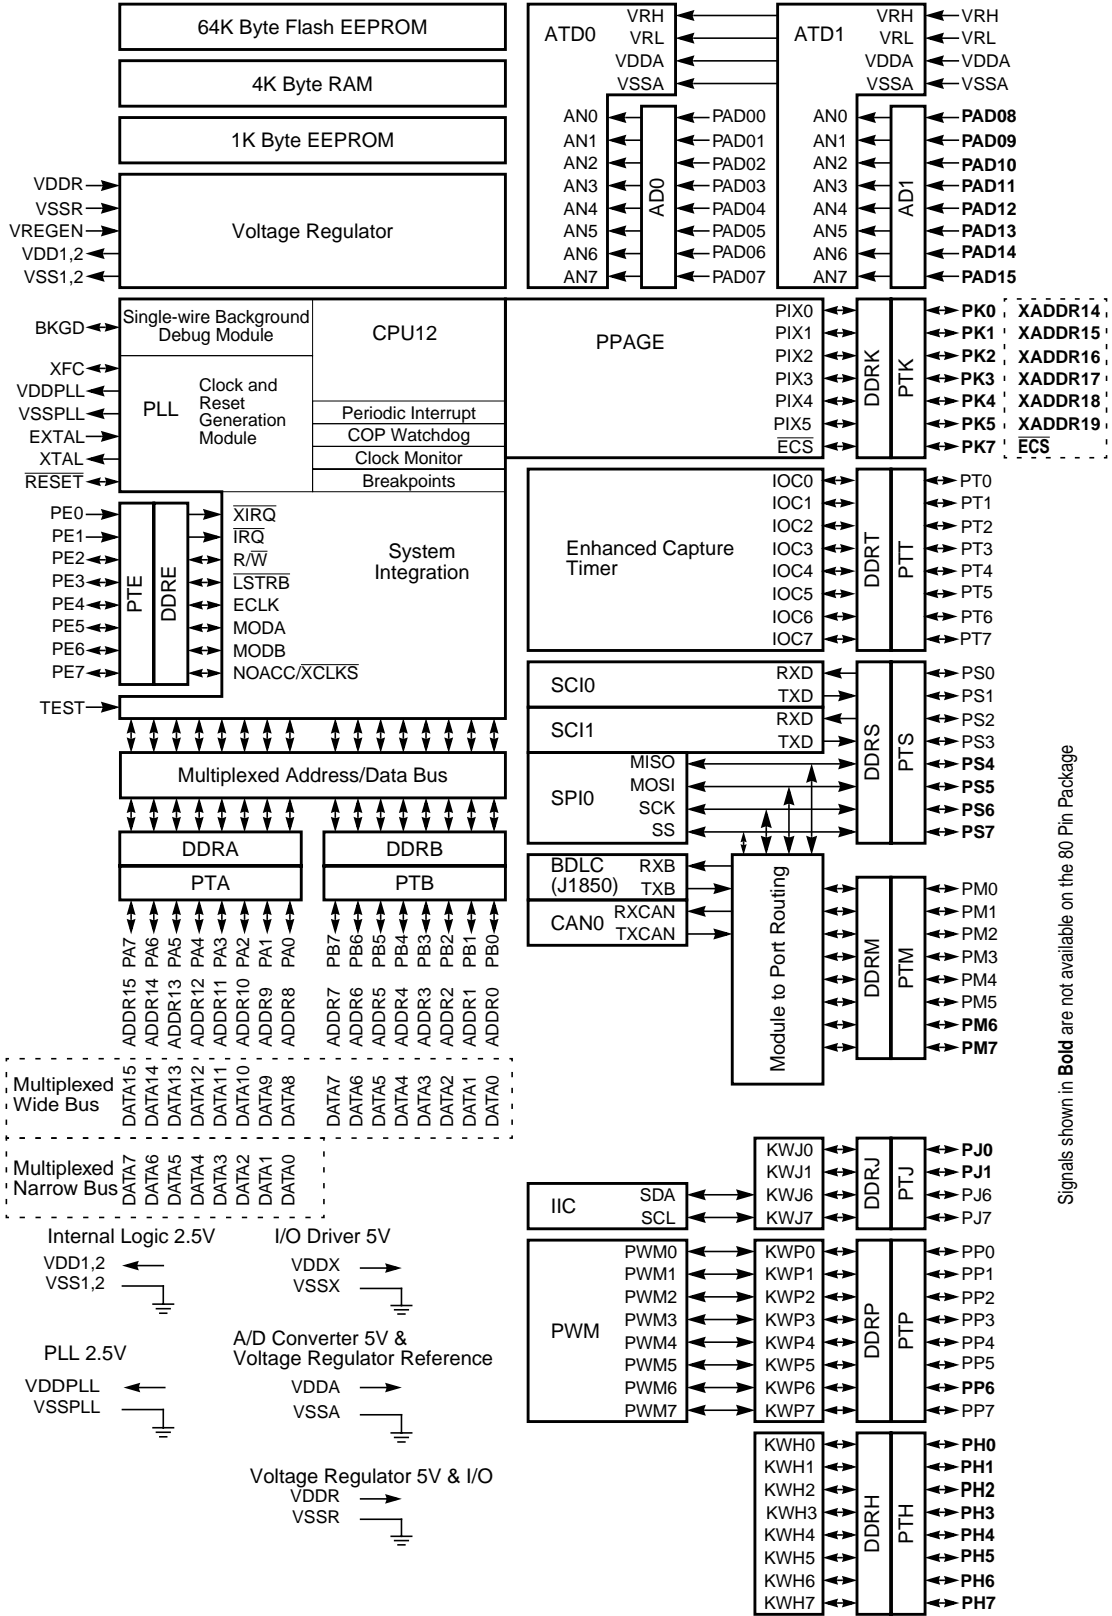 64K Byte Flash EEPROM
4K Byte RAM
1K Byte EEPROM
VDDR
VSSR
VREGEN
VDD1,2
VSS1,2
Voltage Regulator
ATD0
VRH
VRL
VDDA
VSSA
AN0
AN1
AN2
AN3
AN4
AN5
AN6
AN7
AD0
PAD00
PAD01
PAD02
PAD03
PAD04
PAD05
PAD06
PAD07
ATD1
VRH
VRL
VDDA
VSSA
AN0
AN1
AN2
AN3
AN4
AN5
AN6
AN7
AD1
VRH
VRL
VDDA
VSSA
PAD08
PAD09
PAD10
PAD11
PAD12
PAD13
PAD14
PAD15
BKGD
XFC
VDDPLL
VSSPLL
EXTAL
XTAL
RESET
Single-wire Background
Debug Module
CPU12
PLL
Clock and
Reset
Generation
Module
Periodic Interrupt
COP Watchdog
Clock Monitor
Breakpoints
PE0
PE1
PE2
PE3
PE4
PE5
PE6
PE7
TEST
PTE
DDRE
XIRQ
IRQ
R/W
LSTRB
ECLK
MODA
MODB
NOACC/XCLKS
System
Integration
PPAGE
PIX0
PIX1
PIX2
PIX3
PIX4
PIX5
ECS
DDRK
PTK
PK0 XADDR14
PK1 XADDR15
PK2 XADDR16
PK3 XADDR17
PK4 XADDR18
PK5 XADDR19
PK7 ECS
Enhanced Capture
Timer
IOC0
IOC1
IOC2
IOC3
IOC4
IOC5
IOC6
IOC7
DDRT
PTT
PT0
PT1
PT2
PT3
PT4
PT5
PT6
PT7
SCI0
RXD
TXD
SCI1
RXD
TXD
SPI0
MISO
MOSI
SCK
SS
DDRS
PTS
PS0
PS1
PS2
PS3
PS4
PS5
PS6
PS7
Multiplexed Address/Data Bus
DDRA
PTA
DDRB
PTB
PA7
PA6
PA5
PA4
PA3
PA2
PA1
PA0
PB7
PB6
PB5
PB4
PB3
PB2
PB1
PB0
ADDR15
ADDR14
ADDR13
ADDR12
ADDR11
ADDR10
ADDR9
ADDR8
ADDR7
ADDR6
ADDR5
ADDR4
ADDR3
ADDR2
ADDR1
ADDR0
Multiplexed
Wide Bus
DATA15
DATA14
DATA13
DATA12
DATA11
DATA10
DATA9
DATA8
DATA7
DATA6
DATA5
DATA4
DATA3
DATA2
DATA1
DATA0
Multiplexed
Narrow Bus
DATA7
DATA6
DATA5
DATA4
DATA3
DATA2
DATA1
DATA0
BDLC
(J1850)
RXB
TXB
CAN0
RXCAN
TXCAN
Module to Port Routing
DDRM
PTM
PM0
PM1
PM2
PM3
PM4
PM5
PM6
PM7
Signals shown in Bold are not available on the 80 Pin Package
Internal Logic 2.5V
VDD1,2
VSS1,2
I/O Driver 5V
VDDX
VSSX
PLL 2.5V
VDDPLL
VSSPLL
A/D Converter 5V &
Voltage Regulator Reference
VDDA
VSSA
Voltage Regulator 5V & I/O
VDDR
VSSR
IIC
SDA
SCL
KWJ0
KWJ1
KWJ6
KWJ7
DDRJ
PTJ
PJ0
PJ1
PJ6
PJ7
PWM
PWM0
PWM1
PWM2
PWM3
PWM4
PWM5
PWM6
PWM7
KWP0
KWP1
KWP2
KWP3
KWP4
KWP5
KWP6
KWP7
DDRP
PTP
PP0
PP1
PP2
PP3
PP4
PP5
PP6
PP7
KWH0
KWH1
KWH2
KWH3
KWH4
KWH5
KWH6
KWH7
DDRH
PTH
PH0
PH1
PH2
PH3
PH4
PH5
PH6
PH7